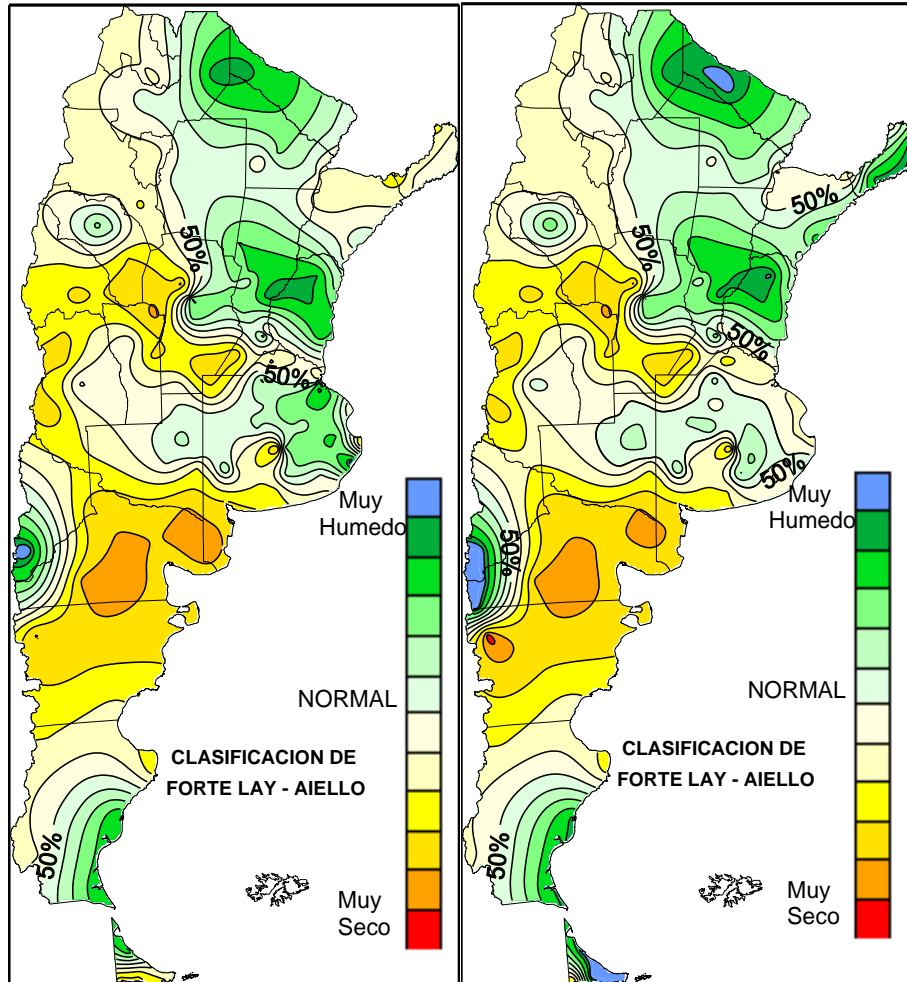 50%
50%
50%
Muy
Humedo
NORMAL
CLASIFICACION DE
FORTE LAY - AIELLO
Muy
Seco
50%
50%
50%
50%
50%
50%
Muy
Humedo
NORMAL
CLASIFICACION DE
FORTE LAY - AIELLO
Muy
Seco